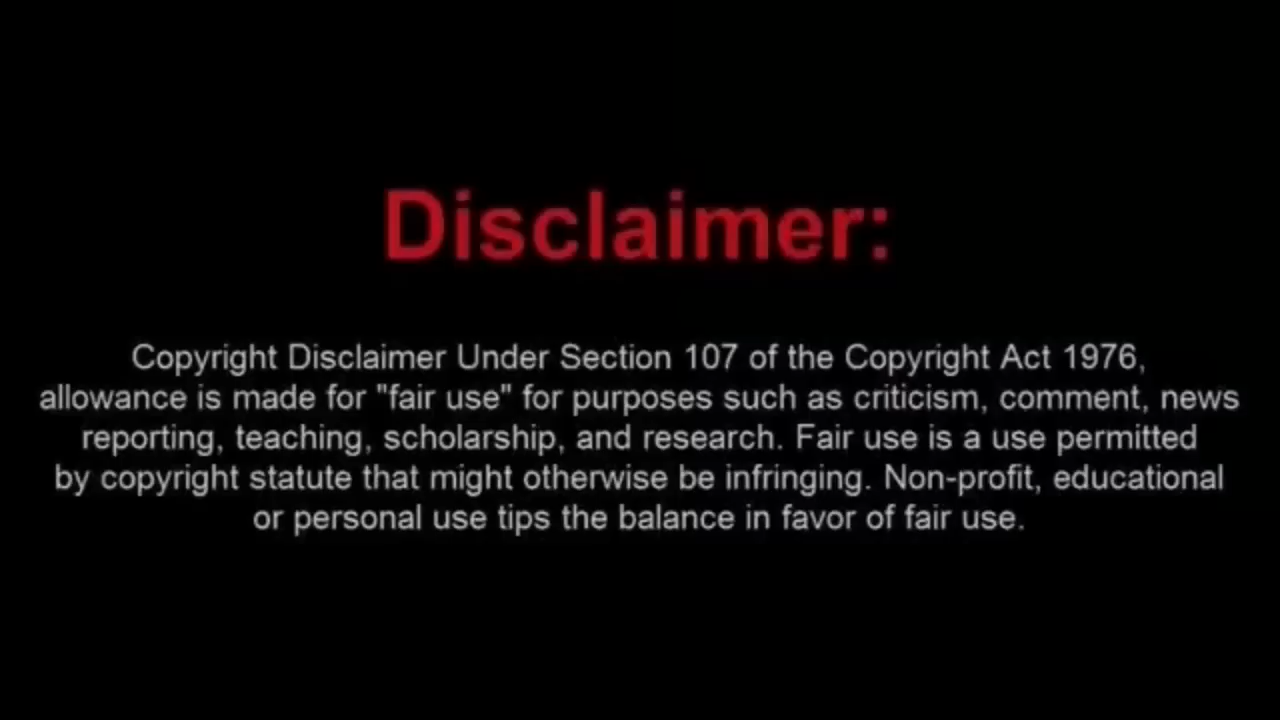 Disclaimer:
Copyright Disclaimer Under Section 107 of the Copyright Act 1976,
allowance is made for "fair use" for purposes such as criticism, comment, news
reporting, teaching, scholarship, and research. Fair use is a use permitted
by copyright statute that might otherwise be infringing. Non-profit, educational
or personal use tips the balance in favor of fair use.